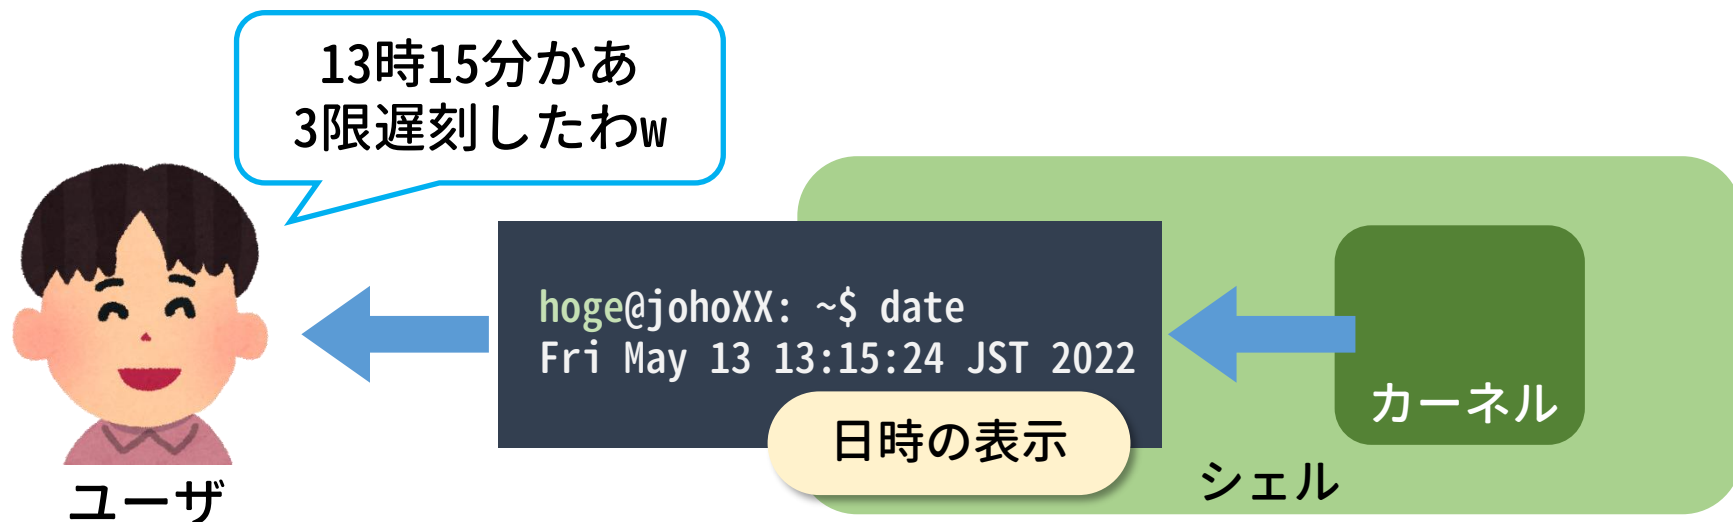 13時15分かあ
3限遅刻したわw
hoge@johoXX: ~$ date
Fri May 13 13:15:24 JST 2022
日時の表示
カーネル
シェル
ユーザ